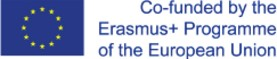 Co-funded by the
Erasmus+ Programme
of the European Union